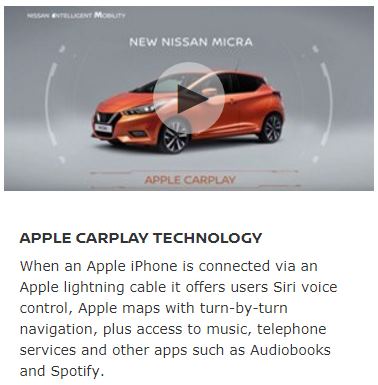 NISSAN INTELLIGENT MOBILITY
NEW NISSAN MICRA
APPLE CARPLAY
APPLE CARPLAY TECHNOLOGY
When an Apple iPhone is connected via an
Apple lightning cable it offers users Siri voice
control, Apple maps with turn-by-turn
navigation, plus access to music, telephone
services and other apps such as Audiobooks
and Spotify.